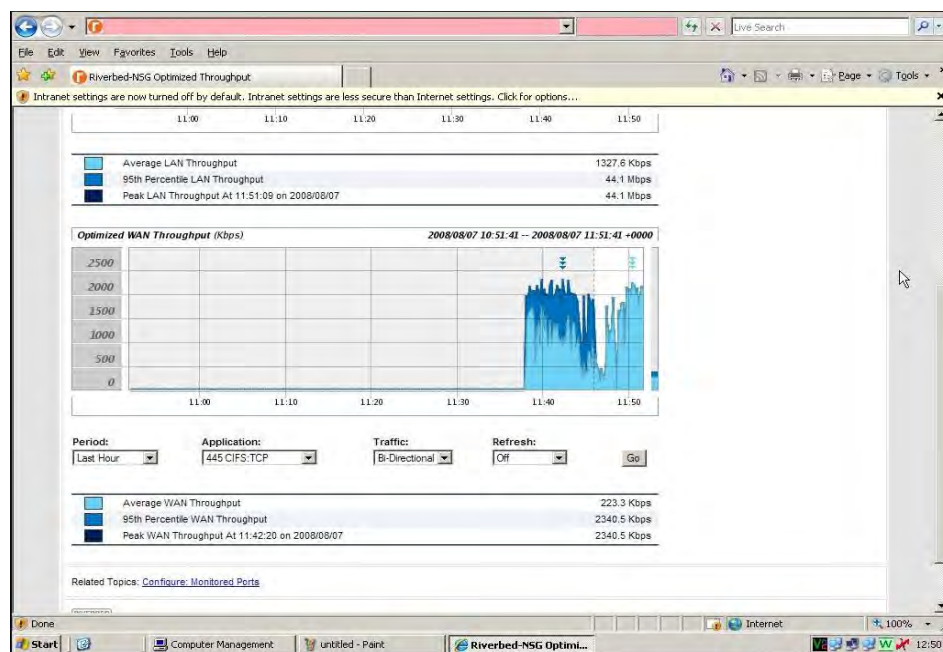 Live Search
File Edit View Favorites Tools Help
Riverbed-NSG Optimized Throughput
Page Tools
Intranet settings are now turned off by default. Intranet settings are less secure than Internet settings. Click for options...
11:00 11:10 11:20 11:30 11:40 11:50
Average LAN Throughput 1327.6 Kbps
95th Percentile LAN Throughput 44.1 Mbps
Peak LAN Throughput At 11:51:09 on 2008/08/07 44.1 Mbps
Optimized WAN Throughput (Kbps) 2008/08/07 10:51:41 -- 2008/08/07 11:51:41 +0000
2500
2000
1500
1000
500
0
11:00 11:10 11:20 11:30 11:40 11:50
Period: Application: Traffic: Refresh:
Last Hour 445 CIFS:TCP Bi-Directional Off Go
Average WAN Throughput 223.3 Kbps
95th Percentile WAN Throughput 2340.5 Kbps
Peak WAN Throughput At 11:42:20 on 2008/08/07 2340.5 Kbps
Related Topics: Configure: Monitored Ports
Done Internet 100%
Start Computer Management untitled - Paint Riverbed-NSG Optimi... 12:50